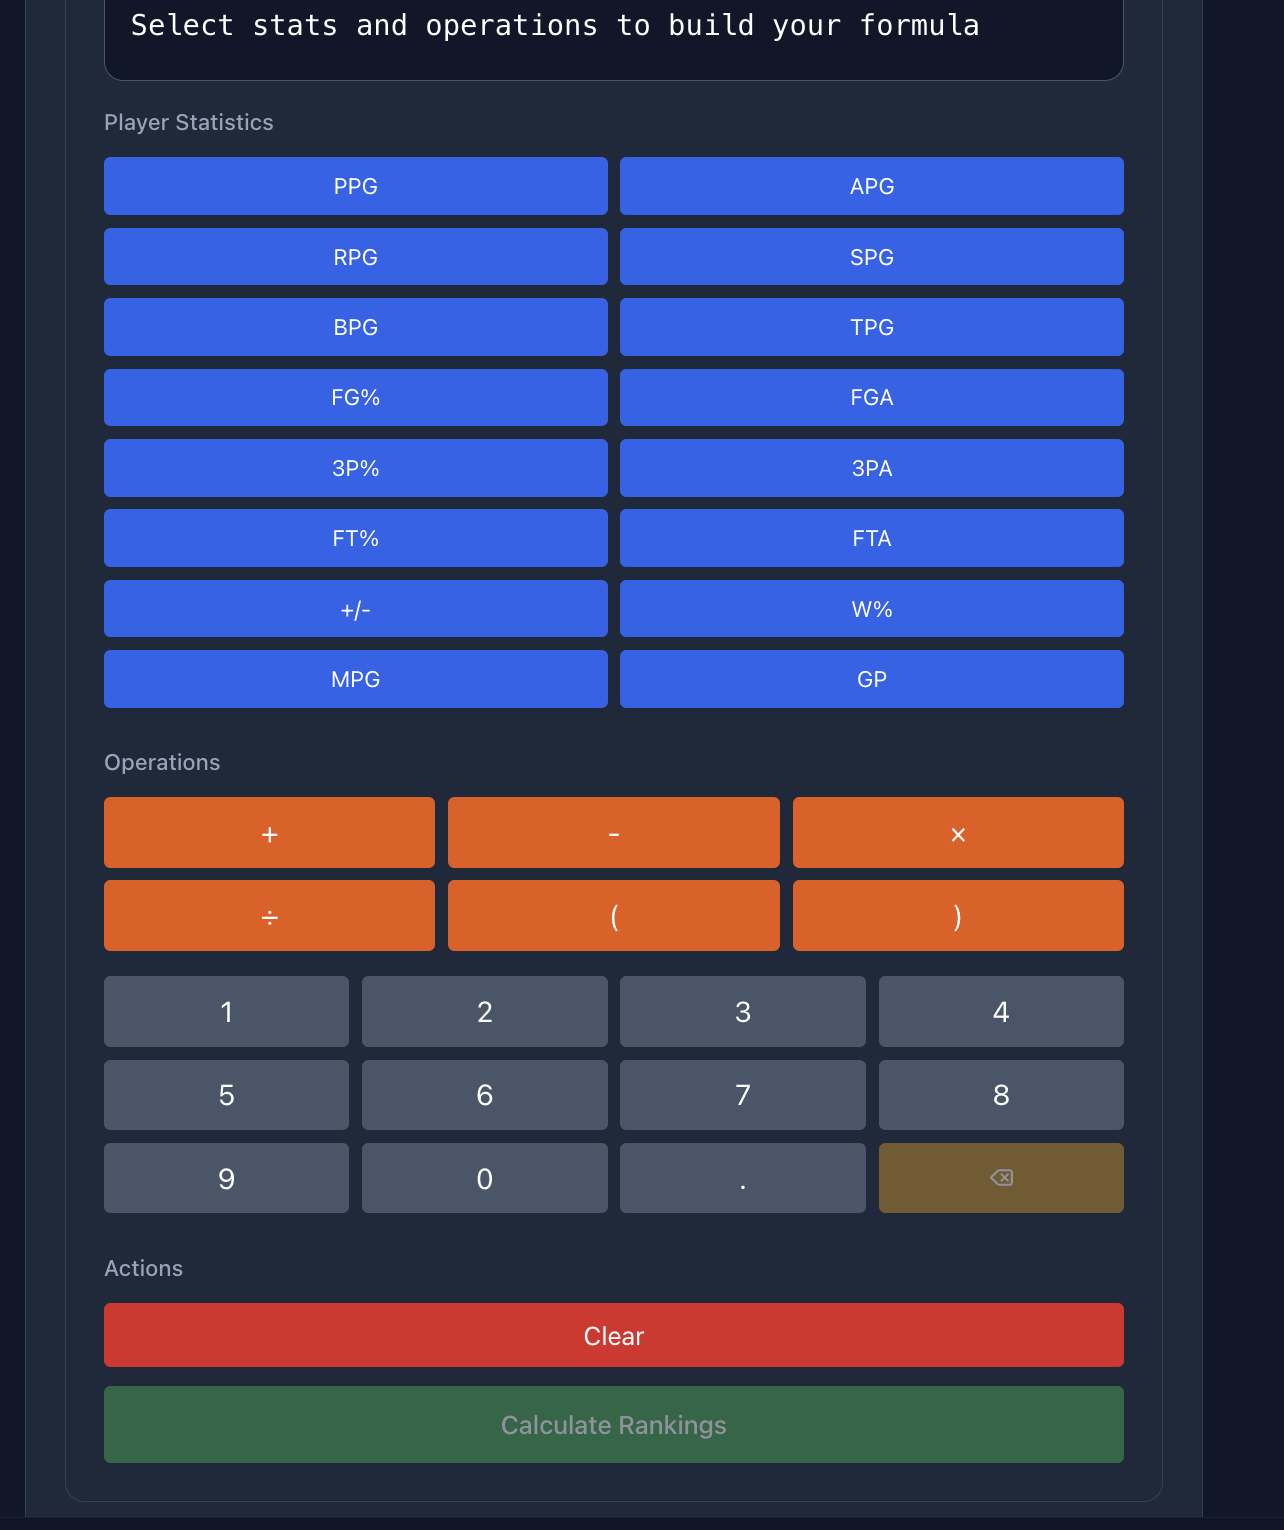 Select stats and operations to build your formula
Player Statistics
PPG
APG
RPG
SPG
BPG
TPG
FG%
FGA
3P%
3PA
FT%
FTA
+/-
W%
MPG
GP
Operations
+
-
×
÷
(
)
1
2
3
4
5
6
7
8
9
0
.
Actions
Clear
Calculate Rankings